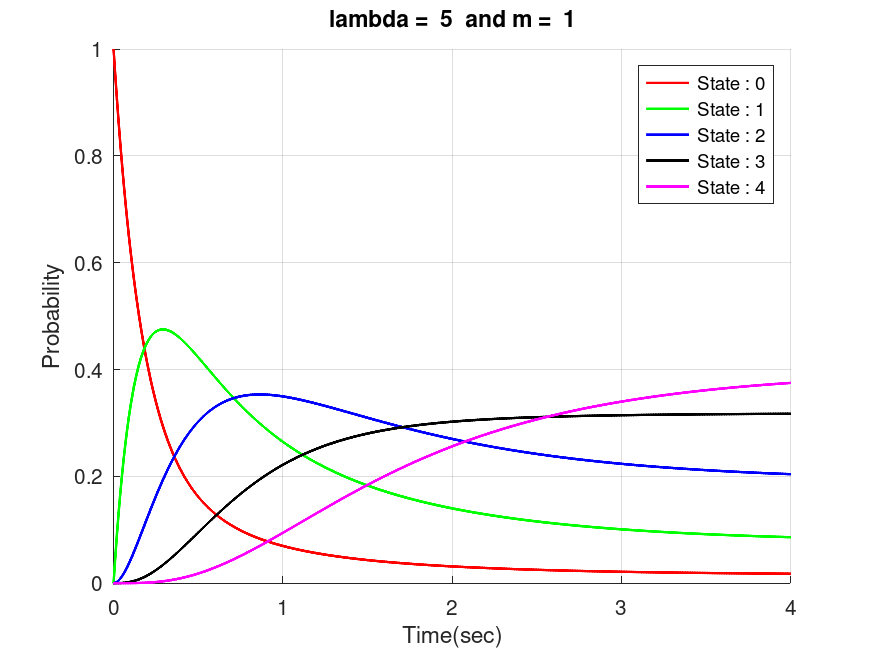 lambda =  5  and m =  1
State : 0
State : 1
State : 2
State : 3
State : 4
Probability
1
0.8
0.6
0.4
0.2
0
0 1 2 3 4
Time(sec)